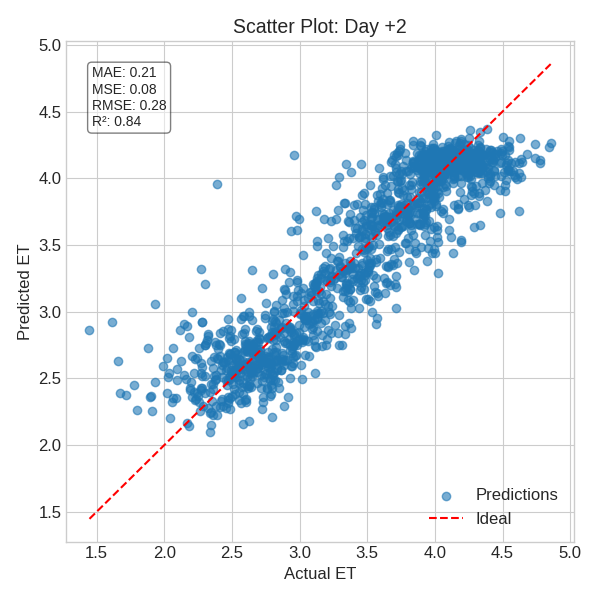 Scatter Plot: Day +2
MAE: 0.21
MSE: 0.08
RMSE: 0.28
R²: 0.84
Predicted ET
5.0
4.5
4.0
3.5
3.0
2.5
2.0
1.5
Predictions
Ideal
1.5 2.0 2.5 3.0 3.5 4.0 4.5 5.0
Actual ET